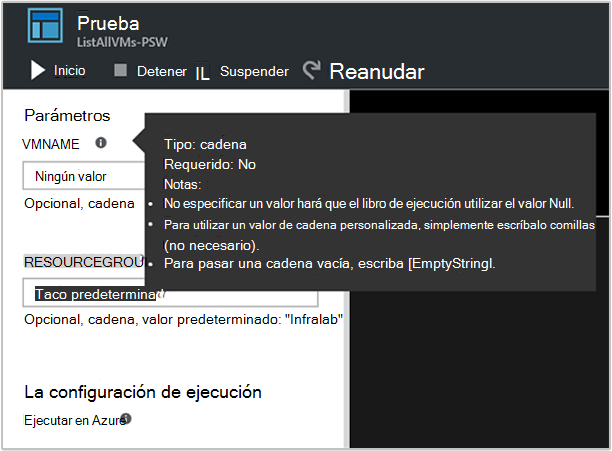 Prueba
ListAllVMs-PSW
Inicio Detener IL Suspender Reanudar
Parámetros
VMNAME
Ningún valor
Opcional, cadena
Tipo: cadena
Requerido: No
Notas:
• No especificar un valor hará que el libro de ejecución utilizar el valor Null.
• Para utilizar un valor de cadena personalizada, simplemente escríbalo comillas
(no necesario).
• Para pasar una cadena vacía, escriba [EmptyStringl.
RESOURCEGROU
Taco predeterminad
Opcional, cadena, valor predeterminado: "Infralab"
La configuración de ejecución
Ejecutar en Azure